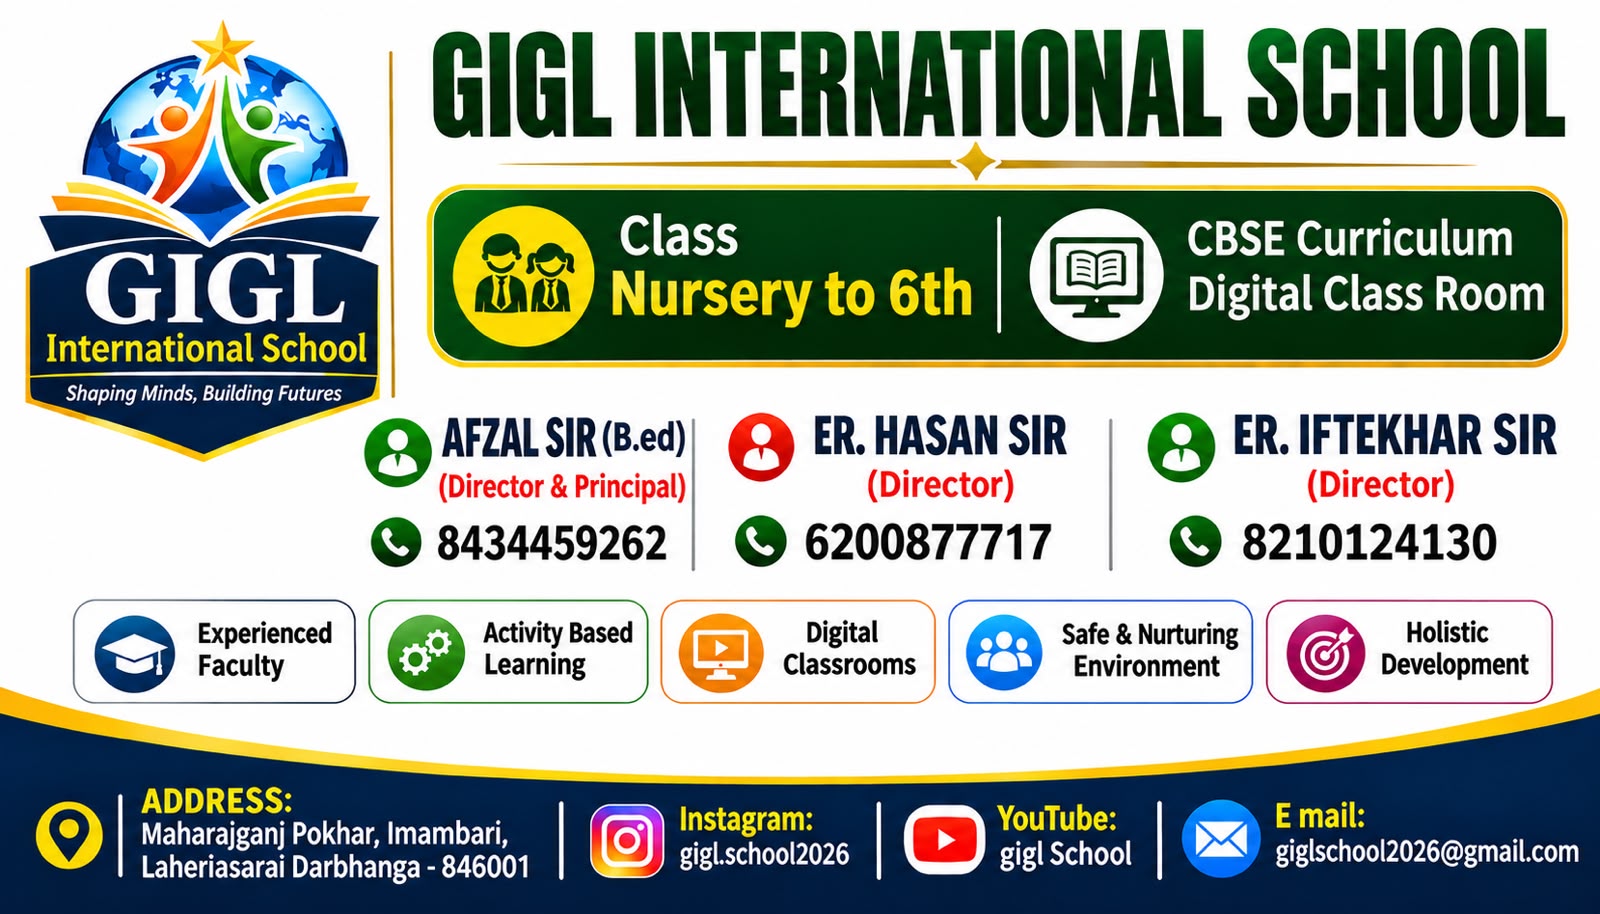 GIGL
International School
Shaping Minds, Building Futures
GIGL INTERNATIONAL SCHOOL
Class
Nursery to 6th
CBSE Curriculum
Digital Class Room
AFZAL SIR (B.ed)
(Director & Principal)
8434459262
ER. HASAN SIR
(Director)
6200877717
ER. IFTEKHAR SIR
(Director)
8210124130
Experienced
Faculty
Activity Based
Learning
Digital
Classrooms
Safe & Nurturing
Environment
Holistic
Development
ADDRESS:
Maharajganj Pokhar, Imambari,
Laheriasarai Darbhanga - 846001
Instagram:
gigl.school2026
YouTube:
gigl School
E mail:
giglschool2026@gmail.com